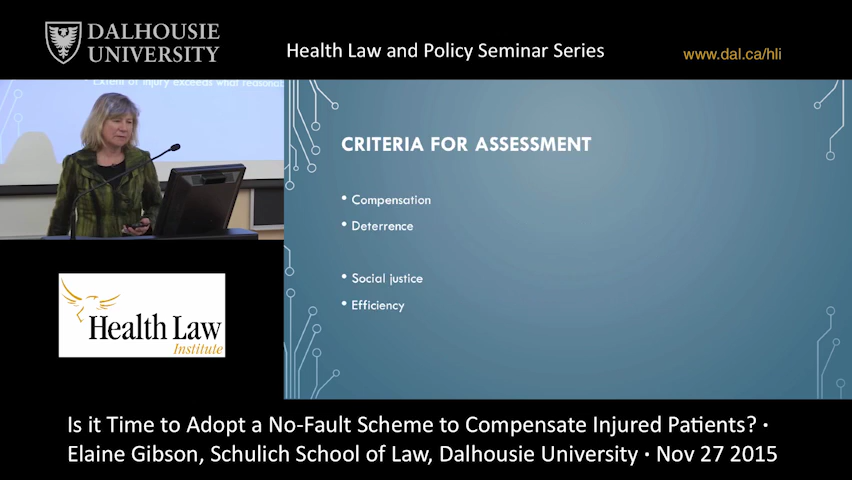 DALHOUSIE
UNIVERSITY
Health Law and Policy Seminar Series
www.dal.ca/hli
Extent of injury exceeds what reasonab
CRITERIA FOR ASSESSMENT
• Compensation
• Deterrence
• Social justice
• Efficiency
Health Law
Institute
Is it Time to Adopt a No-Fault Scheme to Compensate Injured Patients? ·
Elaine Gibson, Schulich School of Law, Dalhousie University · Nov 27 2015